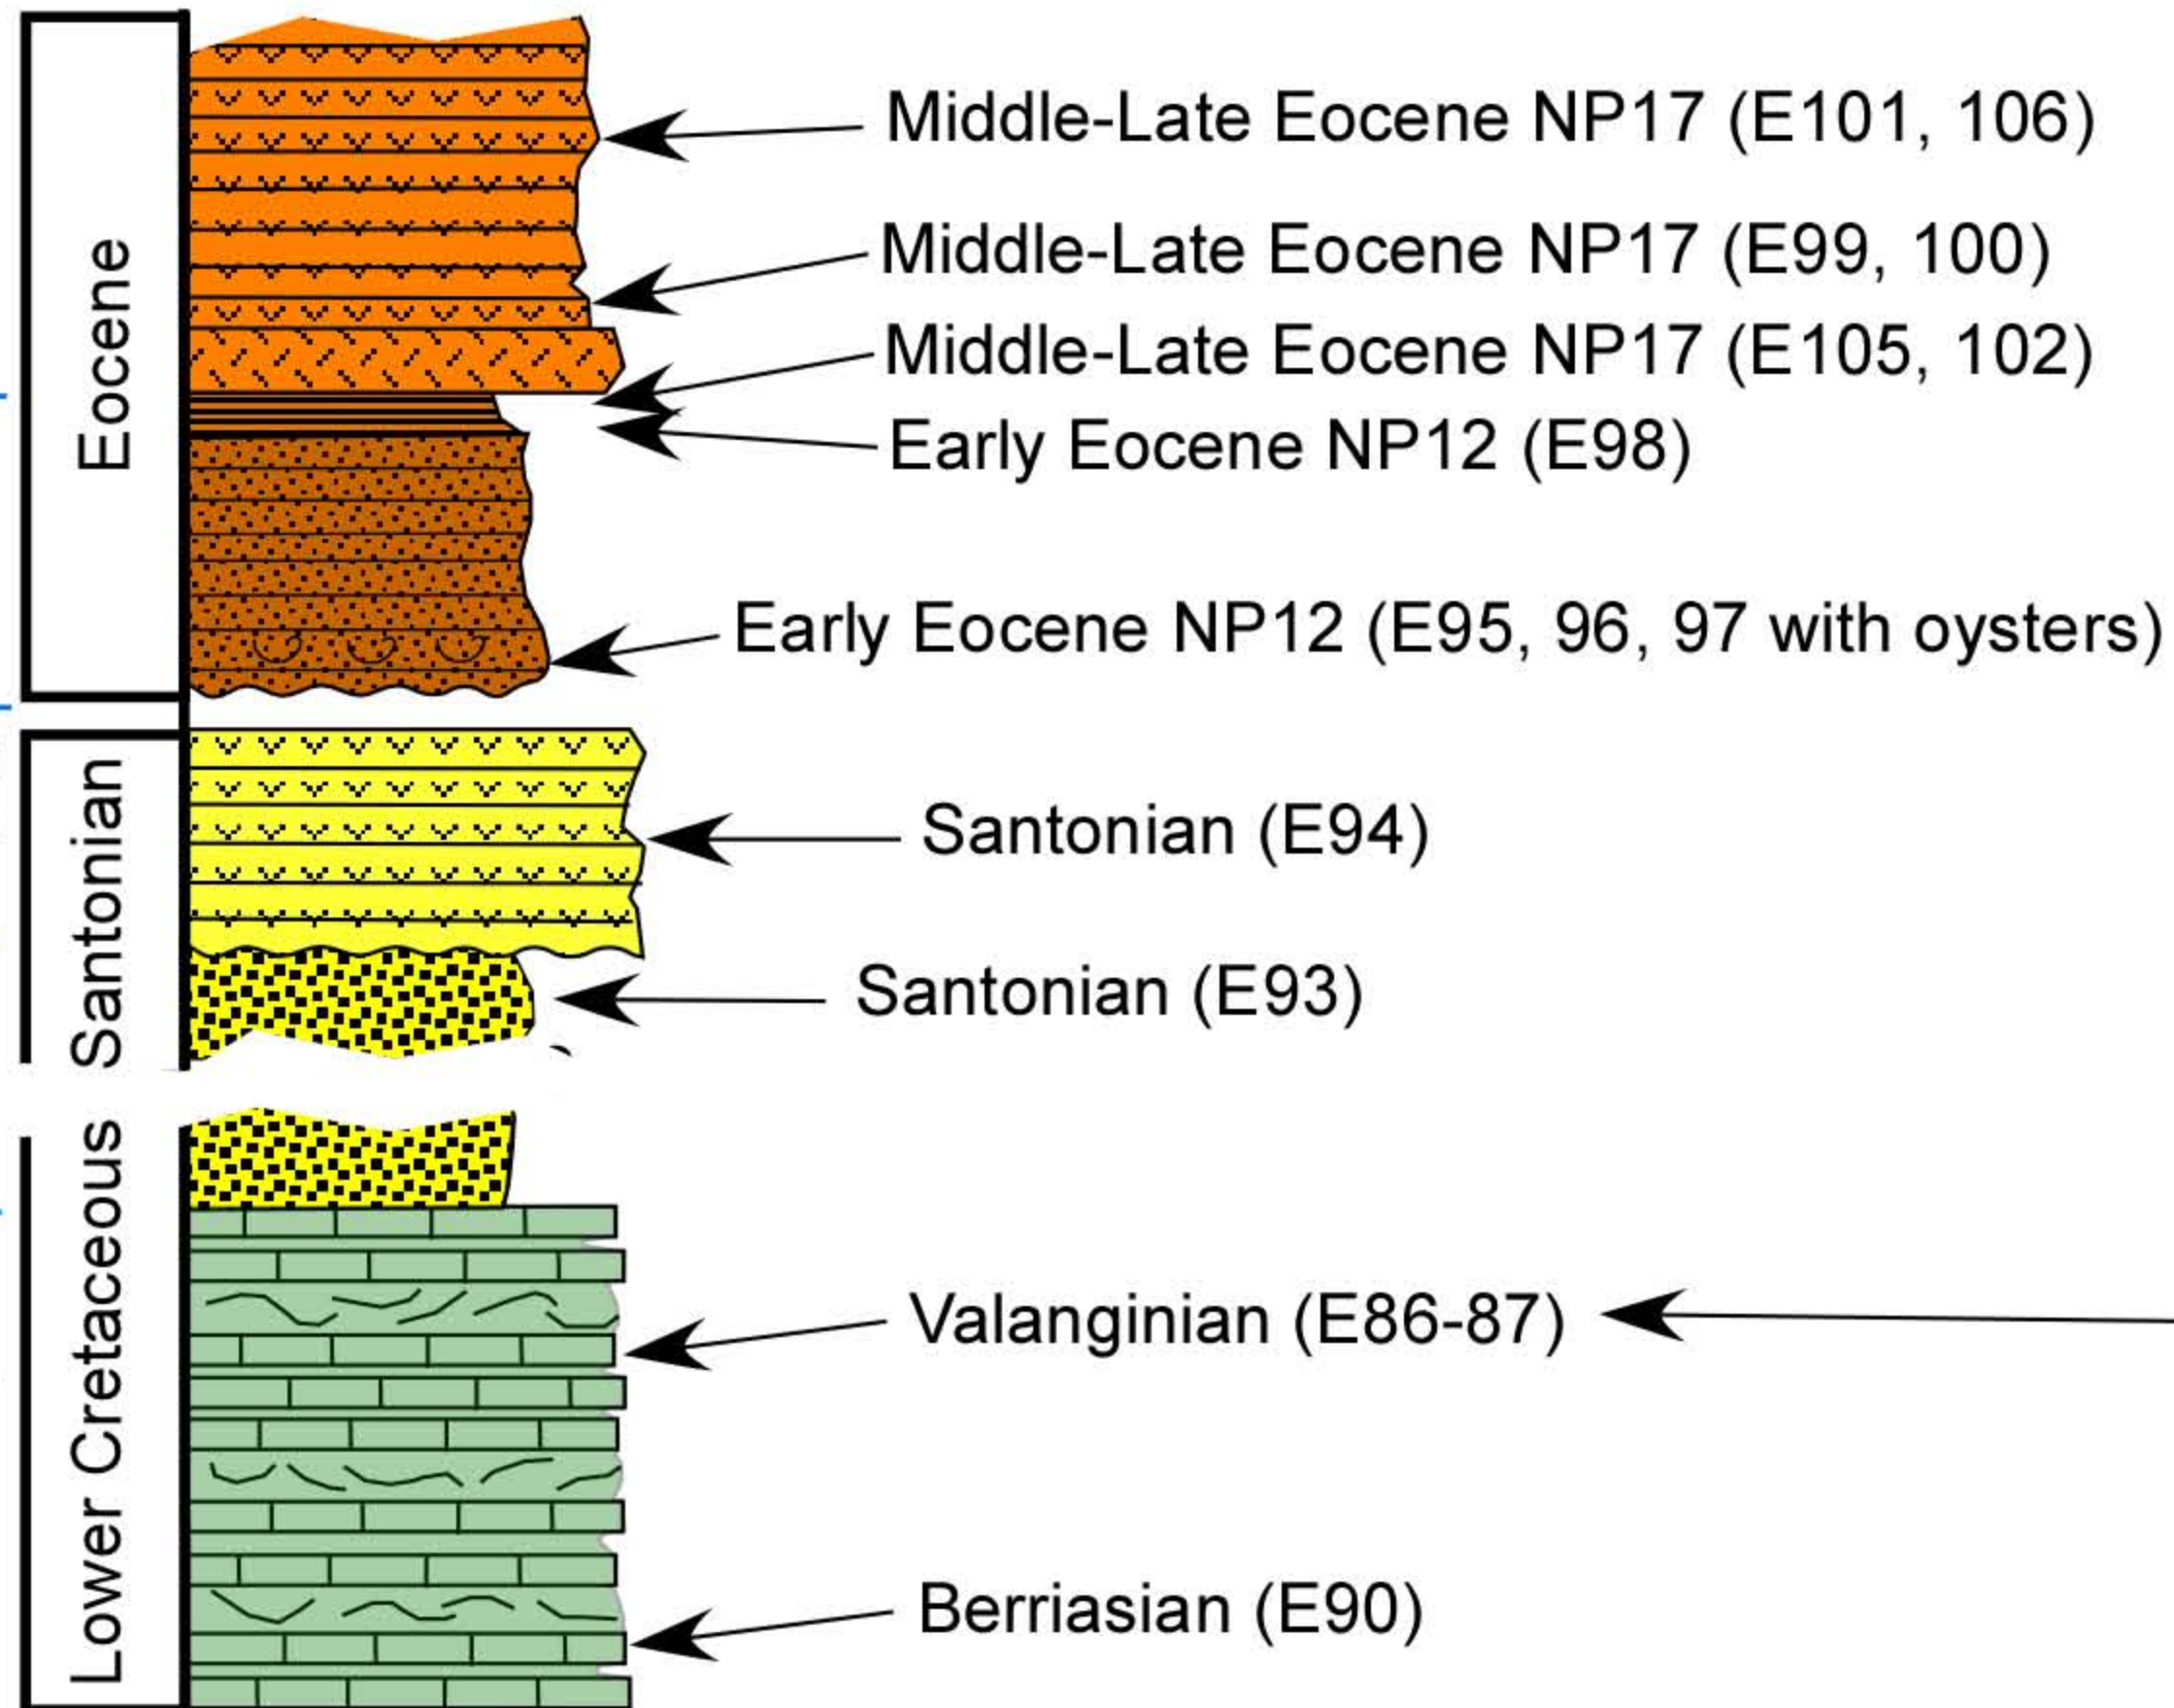 Eocene
Middle-Late Eocene NP17 (E101, 106)
Middle-Late Eocene NP17 (E99, 100)
Middle-Late Eocene NP17 (E105, 102)
Early Eocene NP12 (E98)
Early Eocene NP12 (E95, 96, 97 with oysters)
Santonian
Santonian (E94)
Santonian (E93)
Lower Cretaceous
Valanginian (E86-87)
Berriasian (E90)